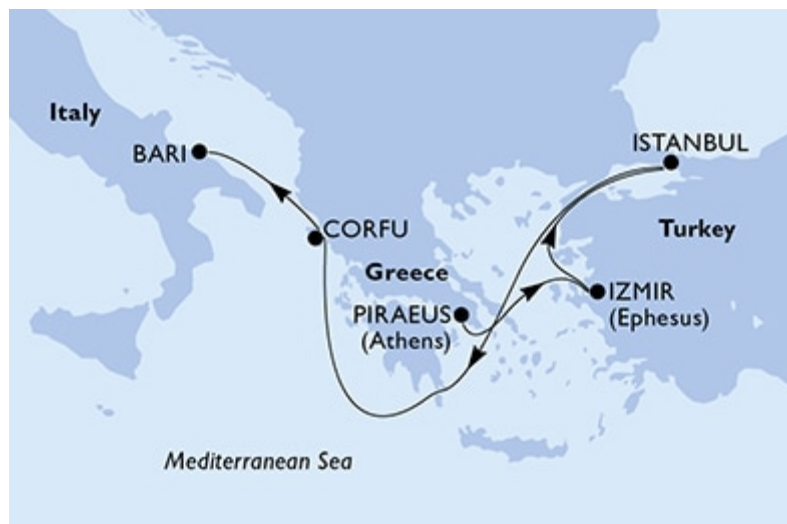 Italy
BARI
ISTANBUL
Turkey
CORFU
Greece
PIRAEUS
(Athens)
IZMIR
(Ephesus)
Mediterranean Sea